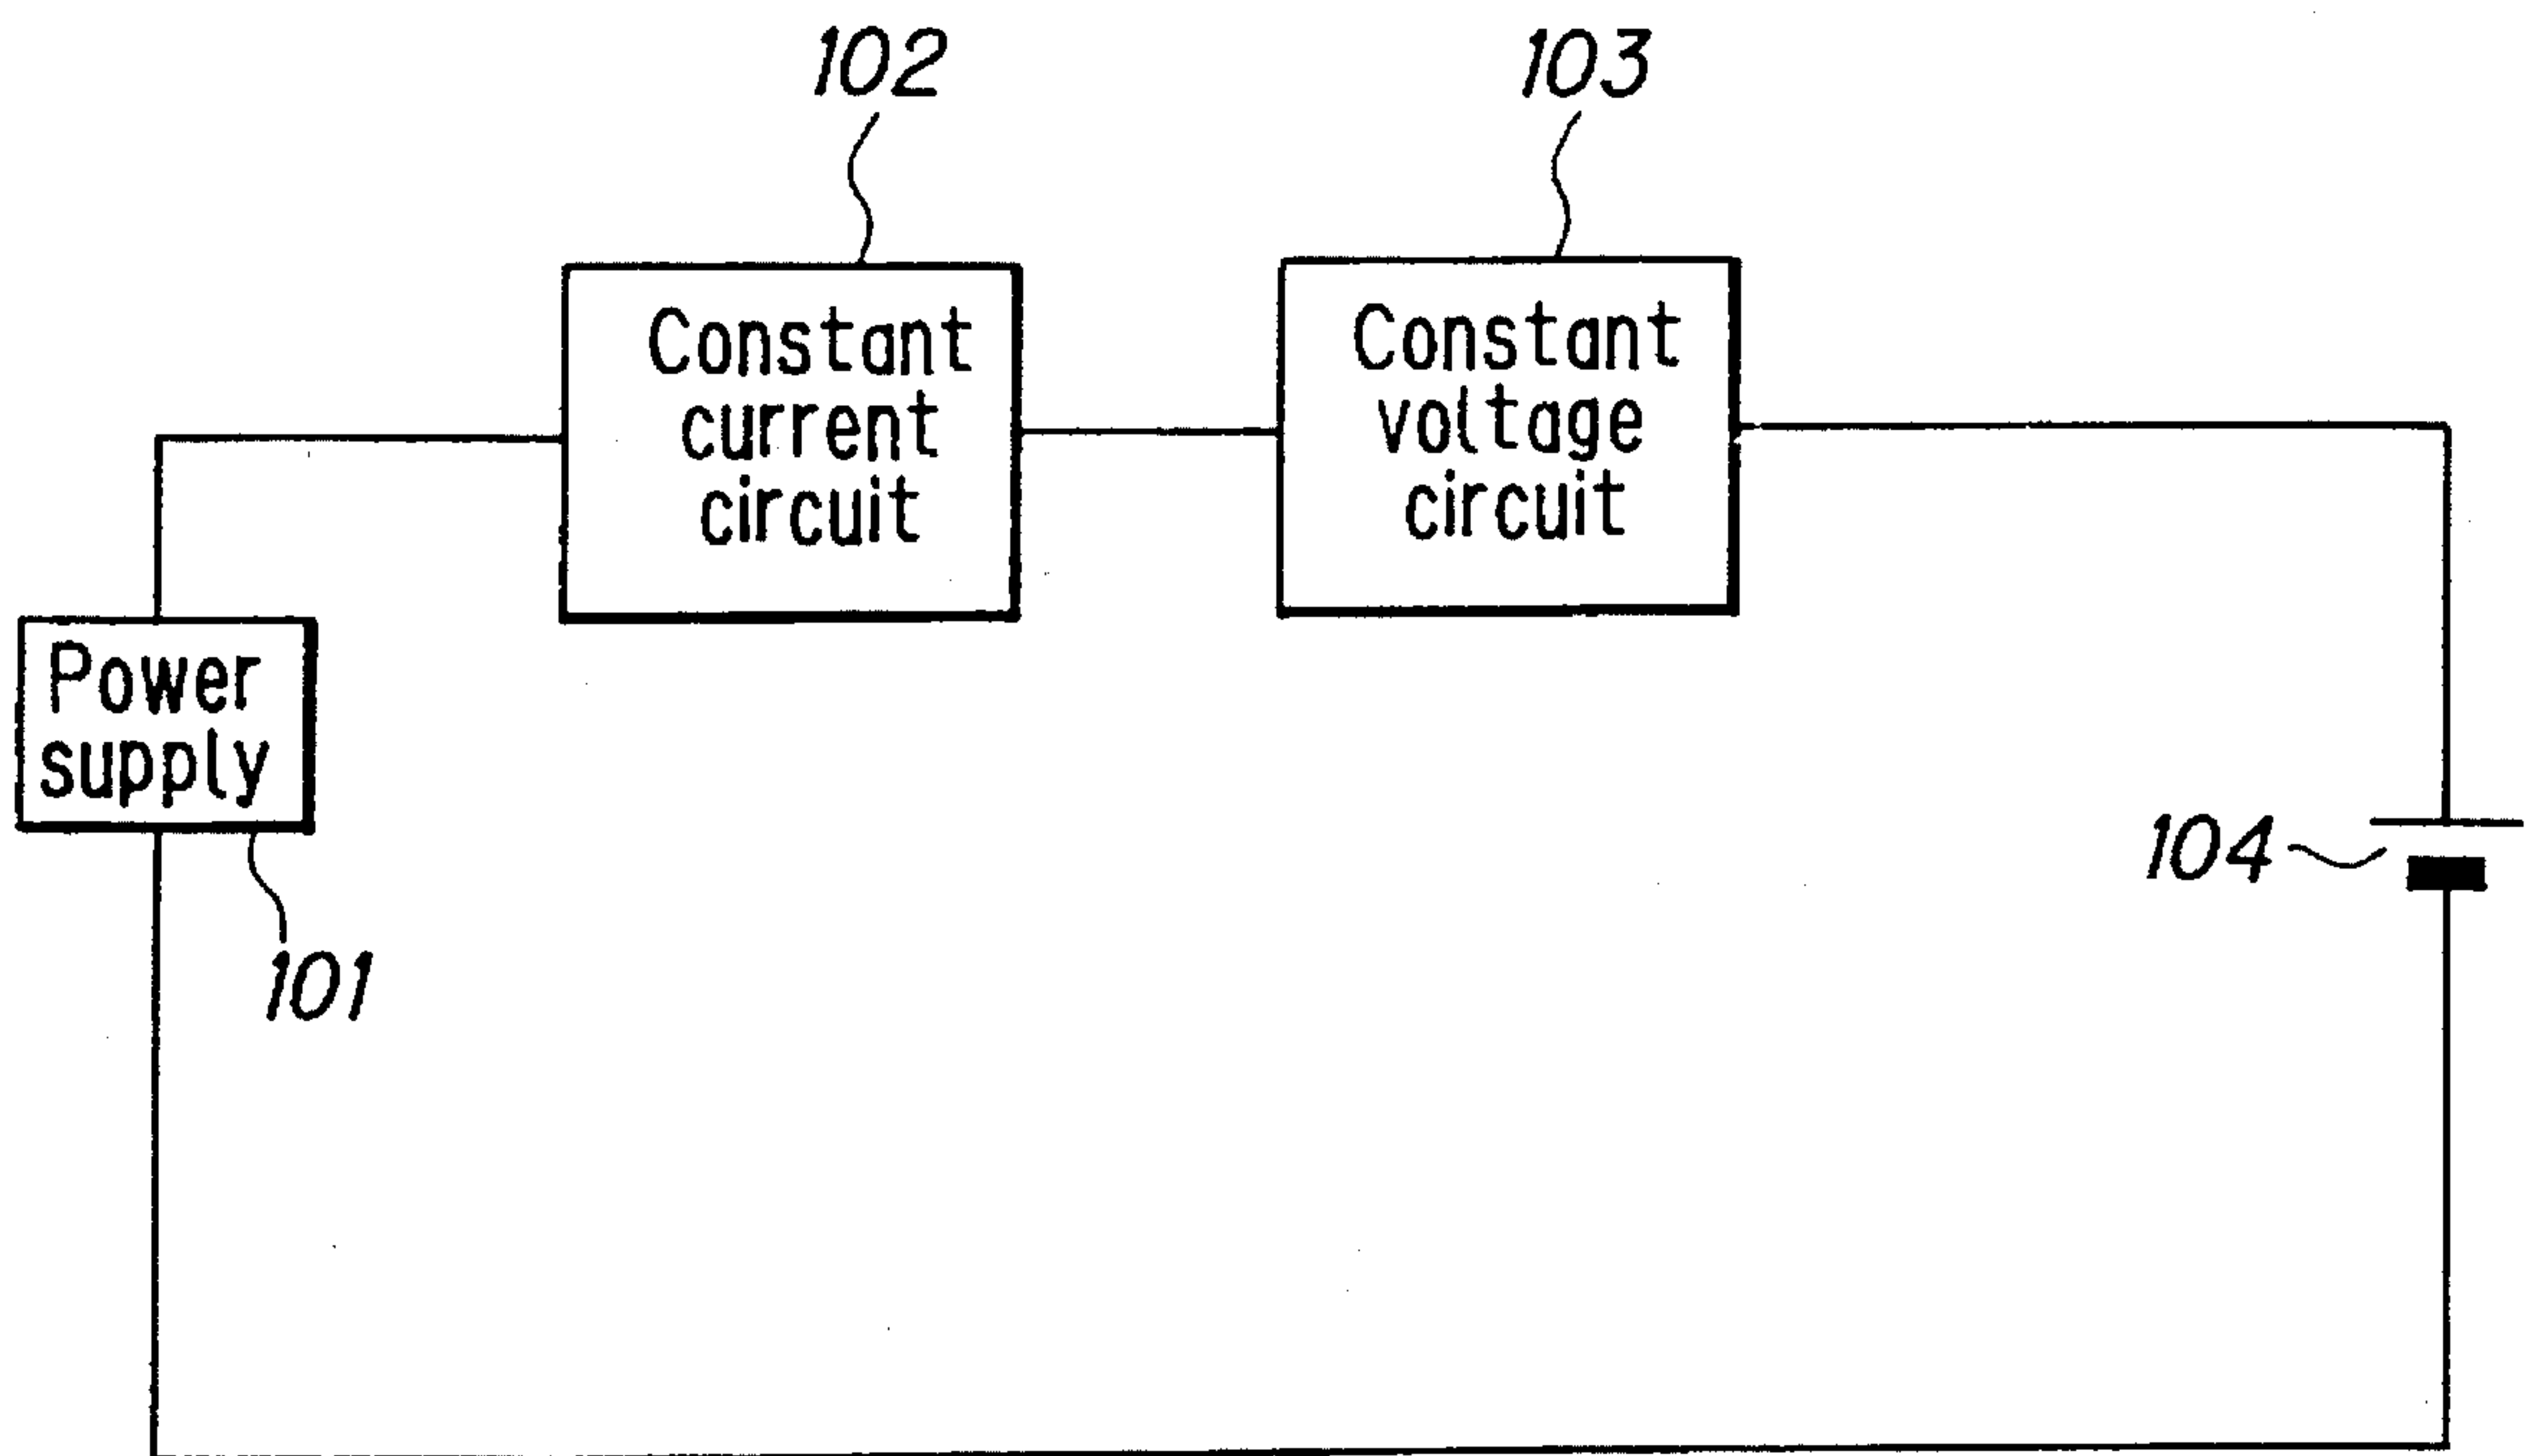 102
103
Constant
current
circuit
Constant
voltage
circuit
Power
supply
104
101